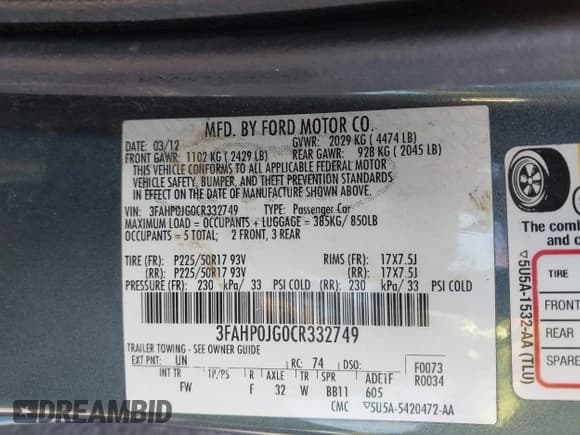 MFD. BY FORD MOTOR CO.
DATE: 03/12 GVWR: 2029 KG ( 4474 LB)
FRONT GAWR: 1102 KG ( 2429 LB) REAR GAWR: 928 KG ( 2045 LB)
THIS VEHICLE CONFORMS TO ALL APPLICABLE FEDERAL MOTOR
VEHICLE SAFETY, BUMPER, AND THEFT PREVENTION STANDARDS
IN EFFECT ON THE DATE OF MANUFACTURE SHOWN ABOVE.
VIN: 3FAHP0JG0CR332749 TYPE: Passenger Car
MAXIMUM LOAD = OCCUPANTS + LUGGAGE = 385KG/ 850LB
OCCUPANTS = 5 TOTAL; 2 FRONT, 3 REAR
TIRE (FR): P225/50R17 93V RIMS (FR): 17X7.5J
(RR): P225/50R17 93V (RR): 17X7.5J
PRESSURE (FR): 230 kPa/ 33 PSI COLD (RR): 230 kPa/ 33 PSI COLD
3FAHP0JG0CR332749
TRAILER TOWING - SEE OWNER GUIDE
EXT PNT: UN RC: 74 DSO: F0073
R0034
INT TR TP/PS R AXLE TR SPR ADE1F
FW F 32 W BB11 605
CMC 5U5A-5420472-AA
5U5A-1532-AA (TLU)
The comb
TIRE
FRONT
REAR
SPARE
DREAMBID